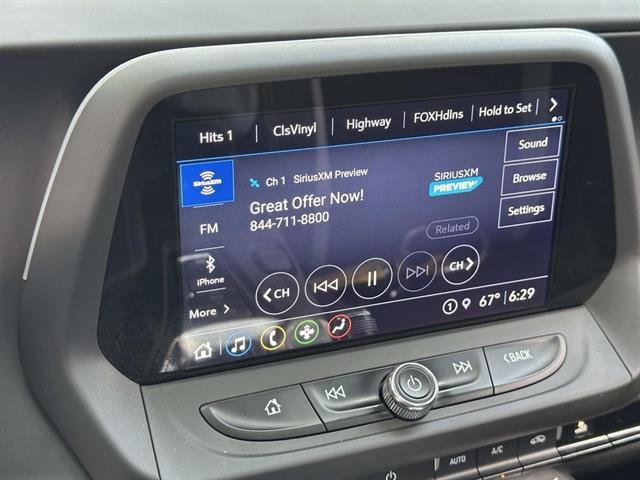 Hits 1 ClsVinyl Highway FOXHdlns Hold to Set
SiriusXM
Ch 1 SiriusXM Preview
Great Offer Now!
844-711-8800
SIRIUSXM
PREVIEW
Related
Sound
Browse
Settings
FM
iPhone
More
CH
CH
1 67° 6:29
BACK
AUTO
A/C